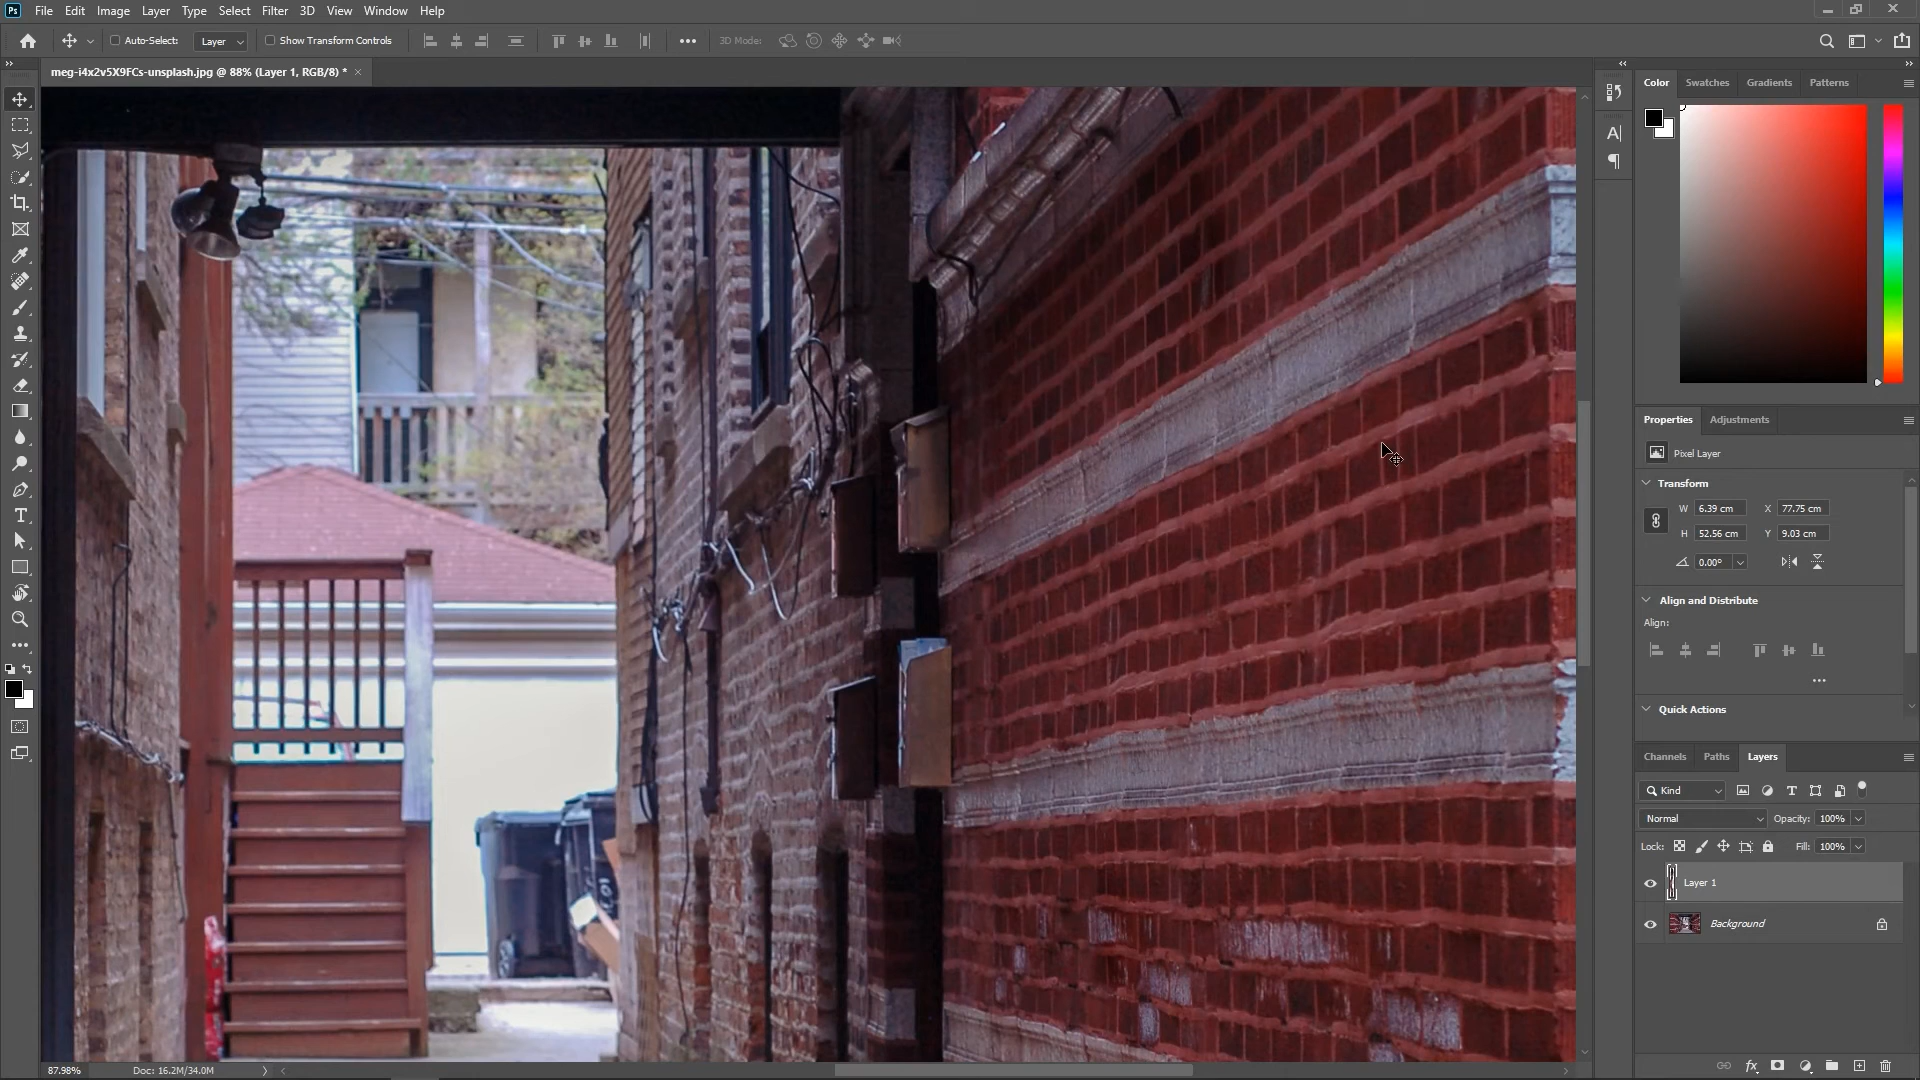 Ps File Edit Image Layer Type Select Filter 3D View Window Help
Auto-Select: Layer Show Transform Controls 3D Mode:
meg-i4x2v5X9FCs-unsplash.jpg @ 88% (Layer 1, RGB/8) * ×
Color Swatches Gradients Patterns
Properties Adjustments
Pixel Layer
Transform
W 6.39 cm X 77.75 cm
H 52.56 cm Y 9.03 cm
0.00°
Align and Distribute
Align:
Quick Actions
Channels Paths Layers
Kind
Normal Opacity: 100%
Lock: Fill: 100%
Layer 1
Background
87.98% Doc: 16.2M/34.0M